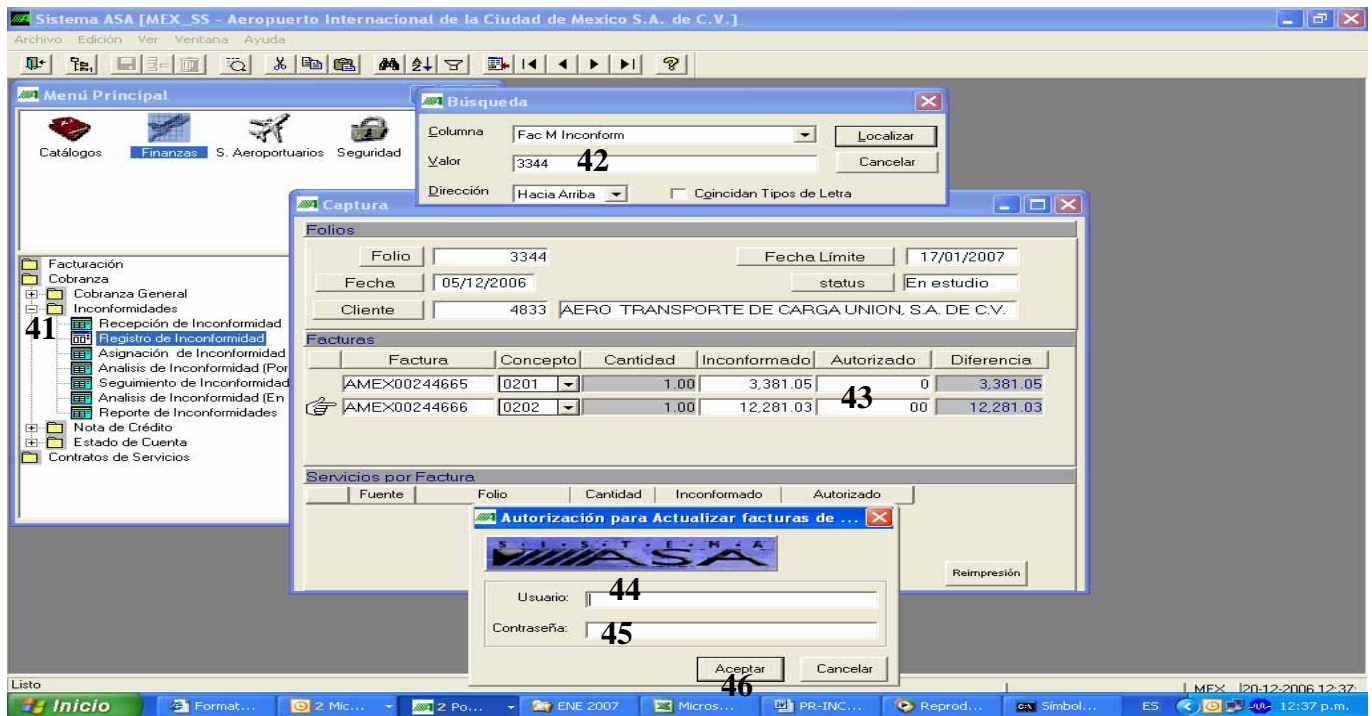 Sistema ASA [MEX_SS - Aeropuerto Internacional de la Ciudad de Mexico S.A. de C.V.]
Archivo Edición Ver Ventana Ayuda
Menú Principal
Catálogos Finanzas S. Aeroportuarios Seguridad
Búsqueda
Columna Fac M Inconform Localizar
Valor 3344 42 Cancelar
Dirección Hacia Arriba Coincidan Tipos de Letra
Facturación
Cobranza
Cobranza General
Inconformidades
41
Recepción de Inconformidad
Registro de Inconformidad
Asignación de Inconformidad
Analisis de Inconformidad (Por
Seguimiento de Inconformidad
Analisis de Inconformidad (En
Reporte de Inconformidades
Nota de Crédito
Estado de Cuenta
Contratos de Servicios
Captura
Folios
Folio 3344 Fecha Límite 17/01/2007
Fecha 05/12/2006 status En estudio
Cliente 4833 AERO TRANSPORTE DE CARGA UNION, S.A. DE C.V.
Facturas
Factura Concepto Cantidad Inconformado Autorizado Diferencia
AMEX00244665 0201 1.00 3,381.05 0 3,381.05
AMEX00244666 0202 1.00 12,281.03 43 00 12,281.03
Servicios por Factura
Fuente Folio Cantidad Inconformado Autorizado
Reimpresión
Autorización para Actualizar facturas de ...
S·I·S·T·E·M·A
ASA
Usuario: 44
Contraseña: 45
Aceptar Cancelar
46
Listo
MEX 20-12-2006 12:37:
Inicio Format... 2 Mic... 2 Po... ENE 2007 Micros... PR-INC... Reprod... Símbol... ES 12:37 p.m.